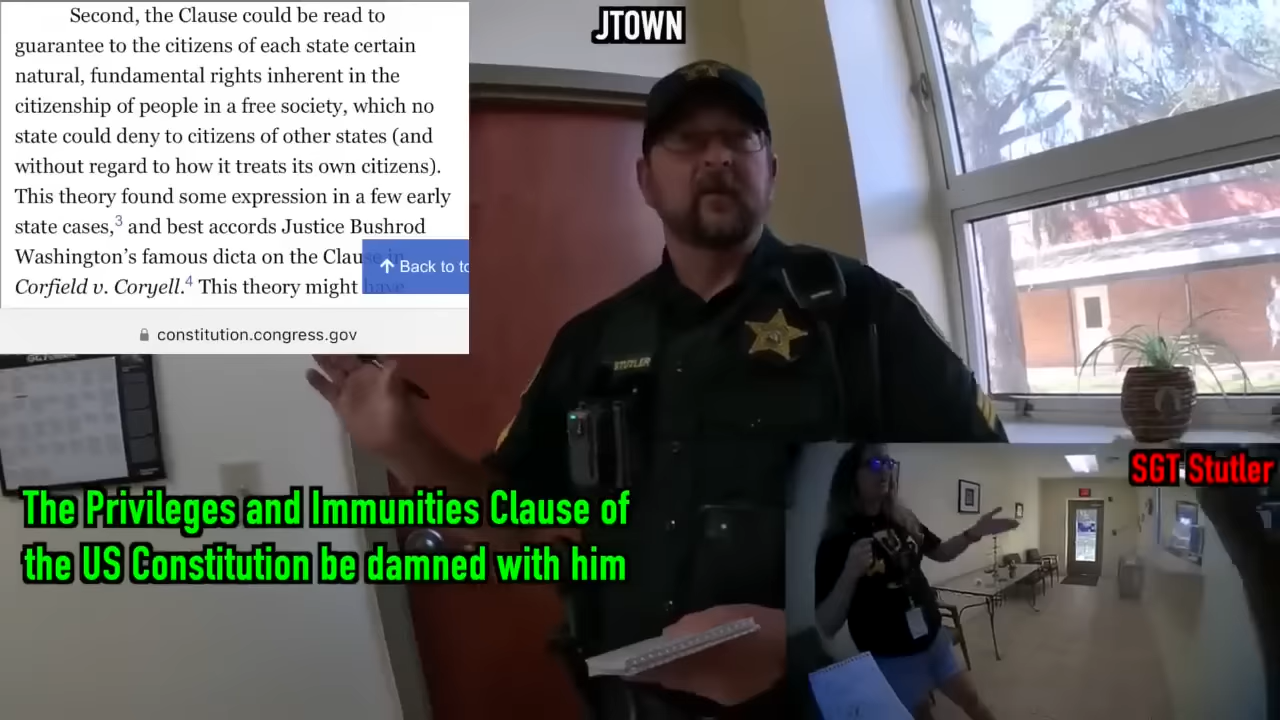 Second, the Clause could be read to
guarantee to the citizens of each state certain
natural, fundamental rights inherent in the
citizenship of people in a free society, which no
state could deny to citizens of other states (and
without regard to how it treats its own citizens).
This theory found some expression in a few early
state cases,3 and best accords Justice Bushrod
Washington's famous dicta on the Clause in
Corfield v. Coryell.4 This theory might have
↑ Back to to
constitution.congress.gov
JTOWN
STUTLER
The Privileges and Immunities Clause of
the US Constitution be damned with him
SGT Stutler